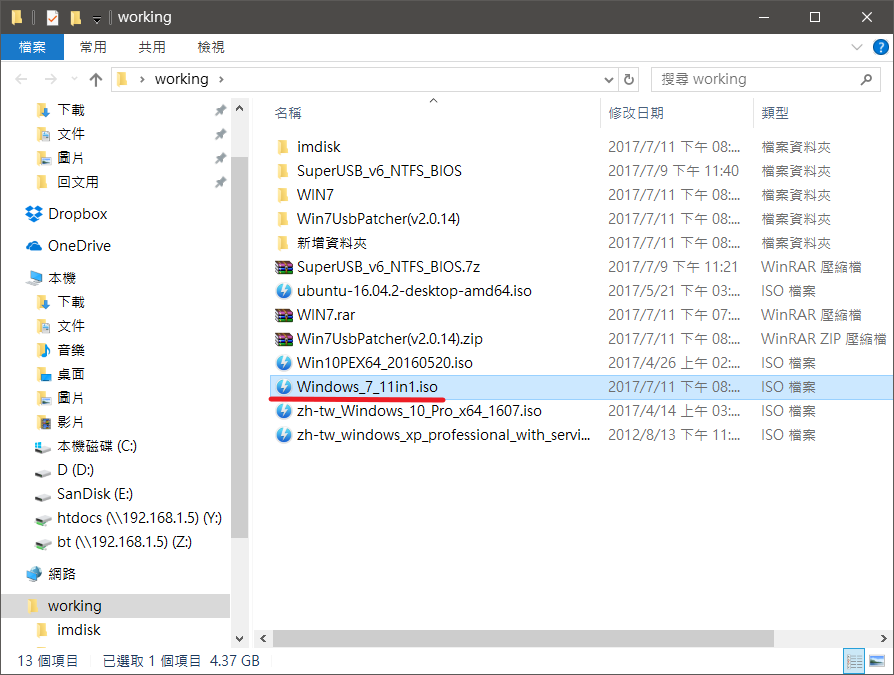 working
檔案 常用 共用 檢視
working 搜尋 working
下載
文件
圖片
回文用
Dropbox
OneDrive
本機
下載
文件
音樂
桌面
圖片
影片
本機磁碟 (C:)
D (D:)
SanDisk (E:)
htdocs (\\192.168.1.5) (Y:)
bt (\\192.168.1.5) (Z:)
網路
working
imdisk
名稱 修改日期 類型
imdisk 2017/7/11 下午 08:... 檔案資料夾
SuperUSB_v6_NTFS_BIOS 2017/7/9 下午 11:40 檔案資料夾
WIN7 2017/7/11 下午 08:... 檔案資料夾
Win7UsbPatcher(v2.0.14) 2017/7/11 下午 08:... 檔案資料夾
新增資料夾 2017/7/11 下午 08:... 檔案資料夾
SuperUSB_v6_NTFS_BIOS.7z 2017/7/9 下午 11:21 WinRAR 壓縮檔
ubuntu-16.04.2-desktop-amd64.iso 2017/5/21 下午 03:... ISO 檔案
WIN7.rar 2017/7/11 下午 07:... WinRAR 壓縮檔
Win7UsbPatcher(v2.0.14).zip 2017/7/11 下午 08:... WinRAR ZIP 壓縮檔
Win10PEX64_20160520.iso 2017/4/26 上午 02:... ISO 檔案
Windows_7_11in1.iso 2017/7/11 下午 08:... ISO 檔案
zh-tw_Windows_10_Pro_x64_1607.iso 2017/4/14 上午 03:... ISO 檔案
zh-tw_windows_xp_professional_with_servi... 2012/8/13 下午 11:... ISO 檔案
13 個項目 已選取 1 個項目 4.37 GB